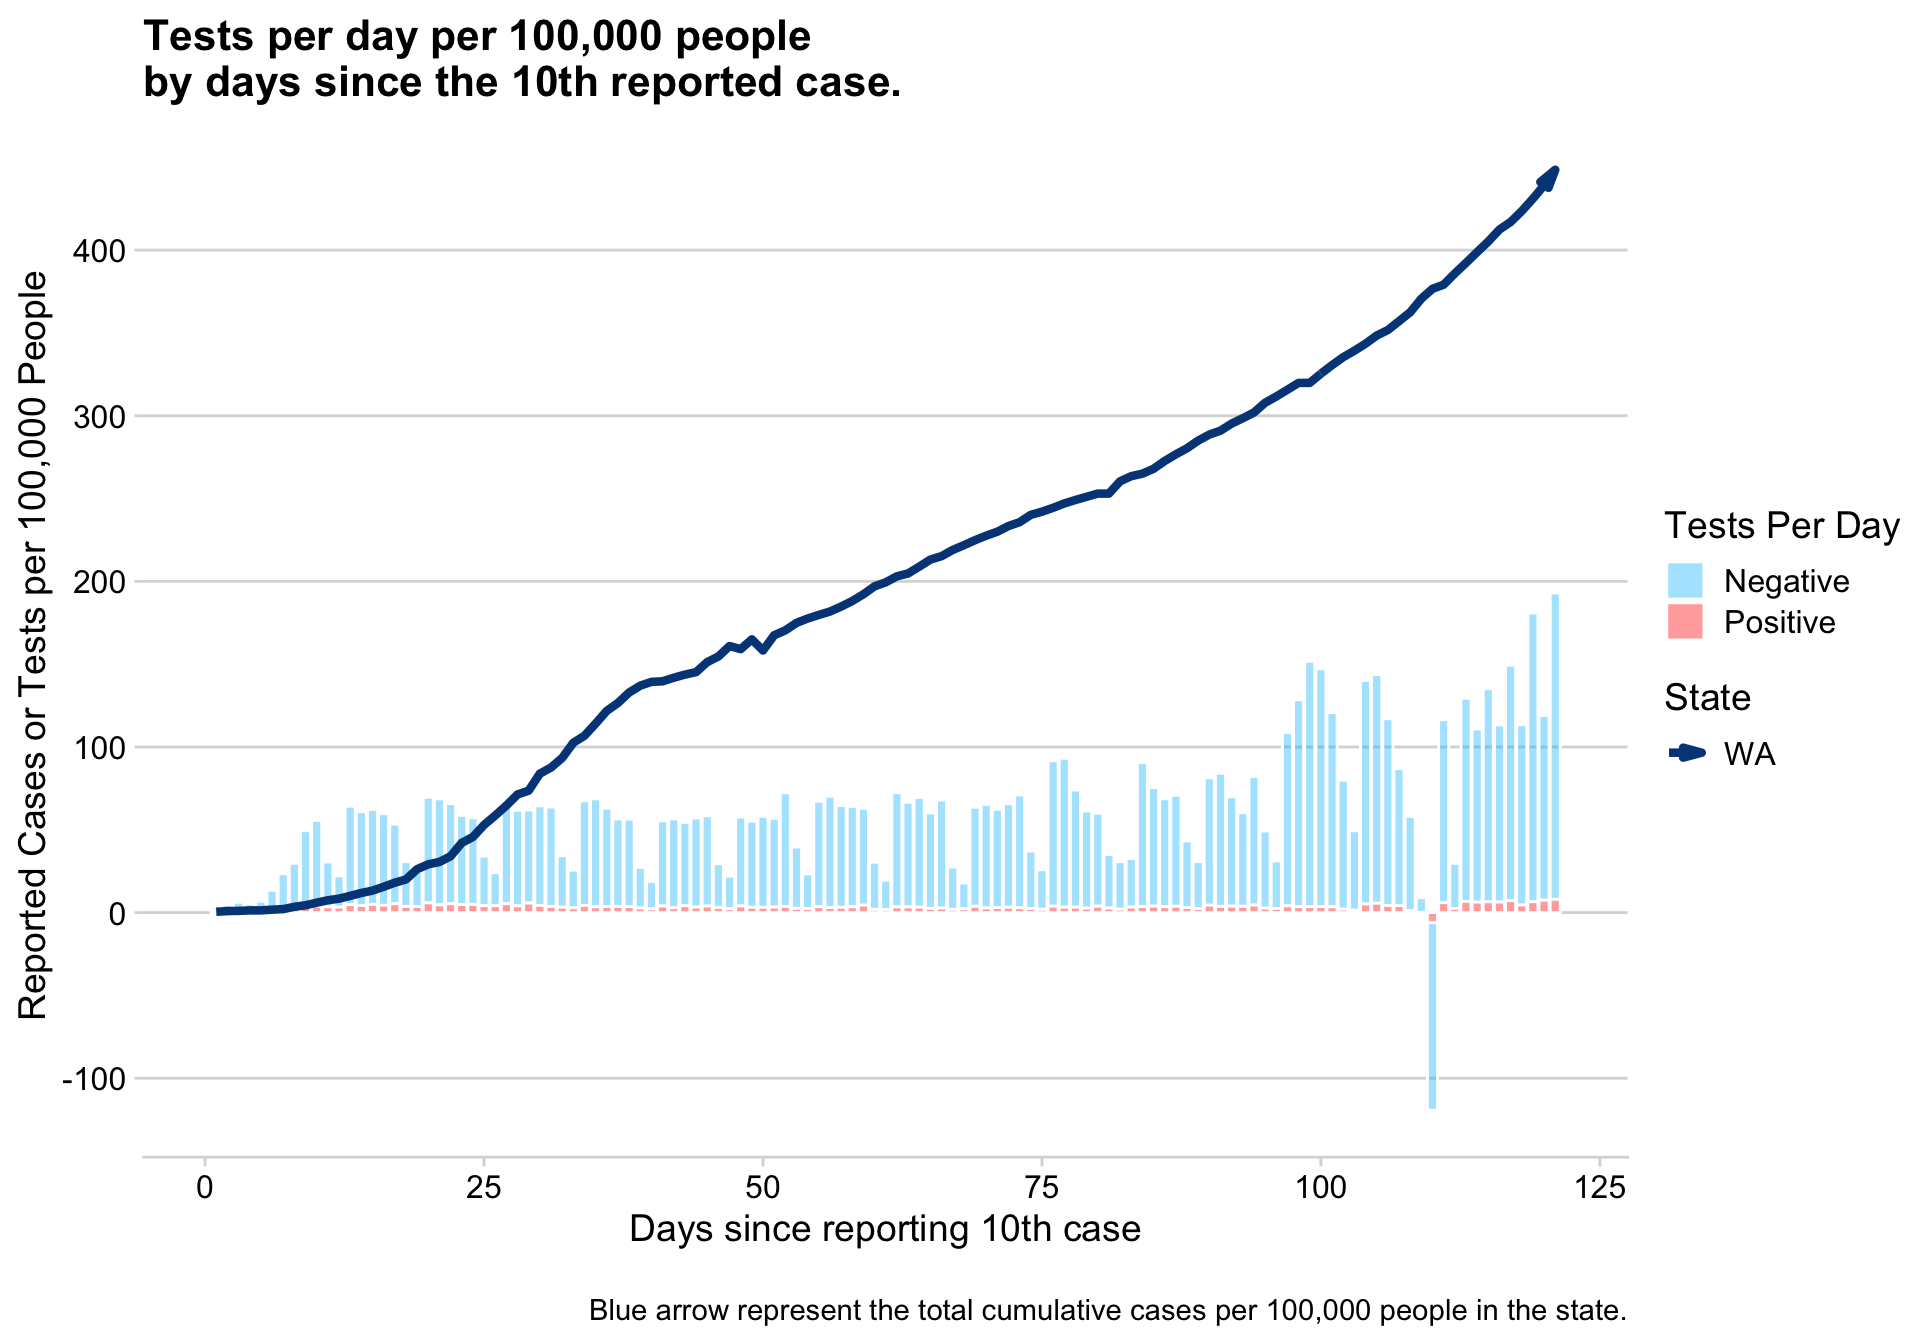 Tests per day per 100,000 people
by days since the 10th reported case.
Reported Cases or Tests per 100,000 People
400
300
200
100
0
-100
0
25
50
75
100
125
Days since reporting 10th case
Tests Per Day
Negative
Positive
State
WA
Blue arrow represent the total cumulative cases per 100,000 people in the state.